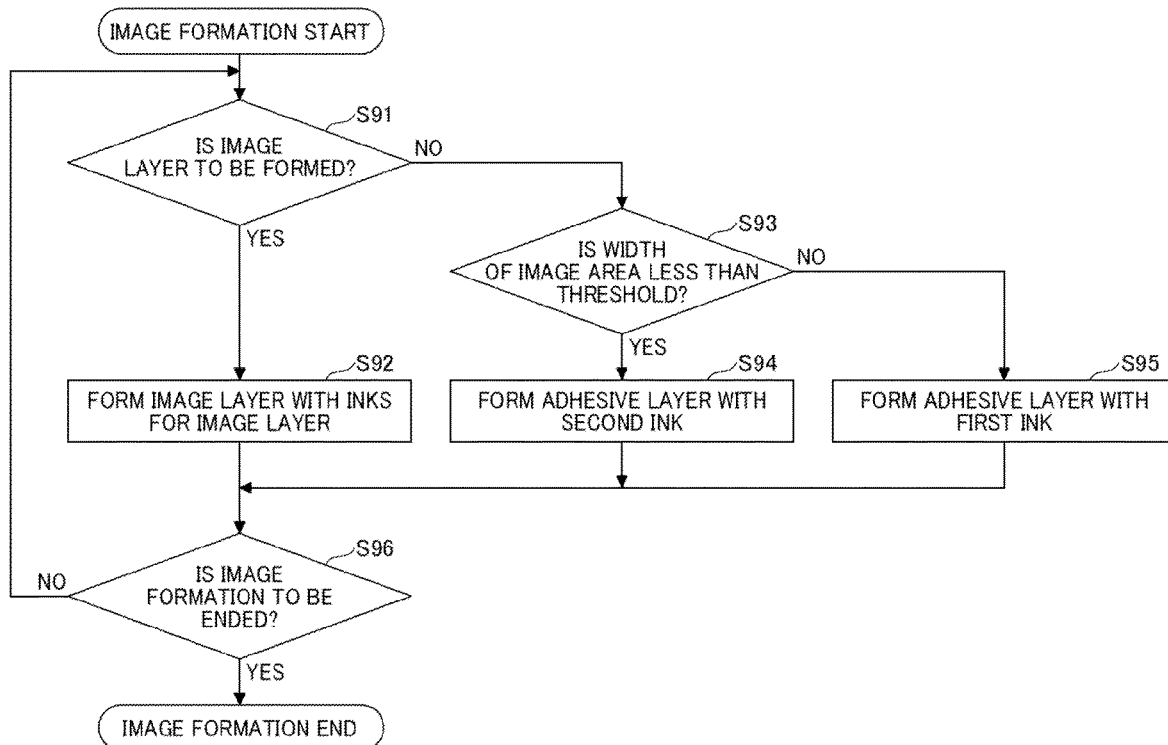 IMAGE FORMATION START
S91
IS IMAGE
LAYER TO BE FORMED?
NO
YES
S93
IS WIDTH
OF IMAGE AREA LESS THAN
THRESHOLD?
NO
YES
S92
FORM IMAGE LAYER WITH INKS
FOR IMAGE LAYER
S94
FORM ADHESIVE LAYER WITH
SECOND INK
S95
FORM ADHESIVE LAYER WITH
FIRST INK
S96
IS IMAGE
FORMATION TO BE
ENDED?
NO
YES
IMAGE FORMATION END